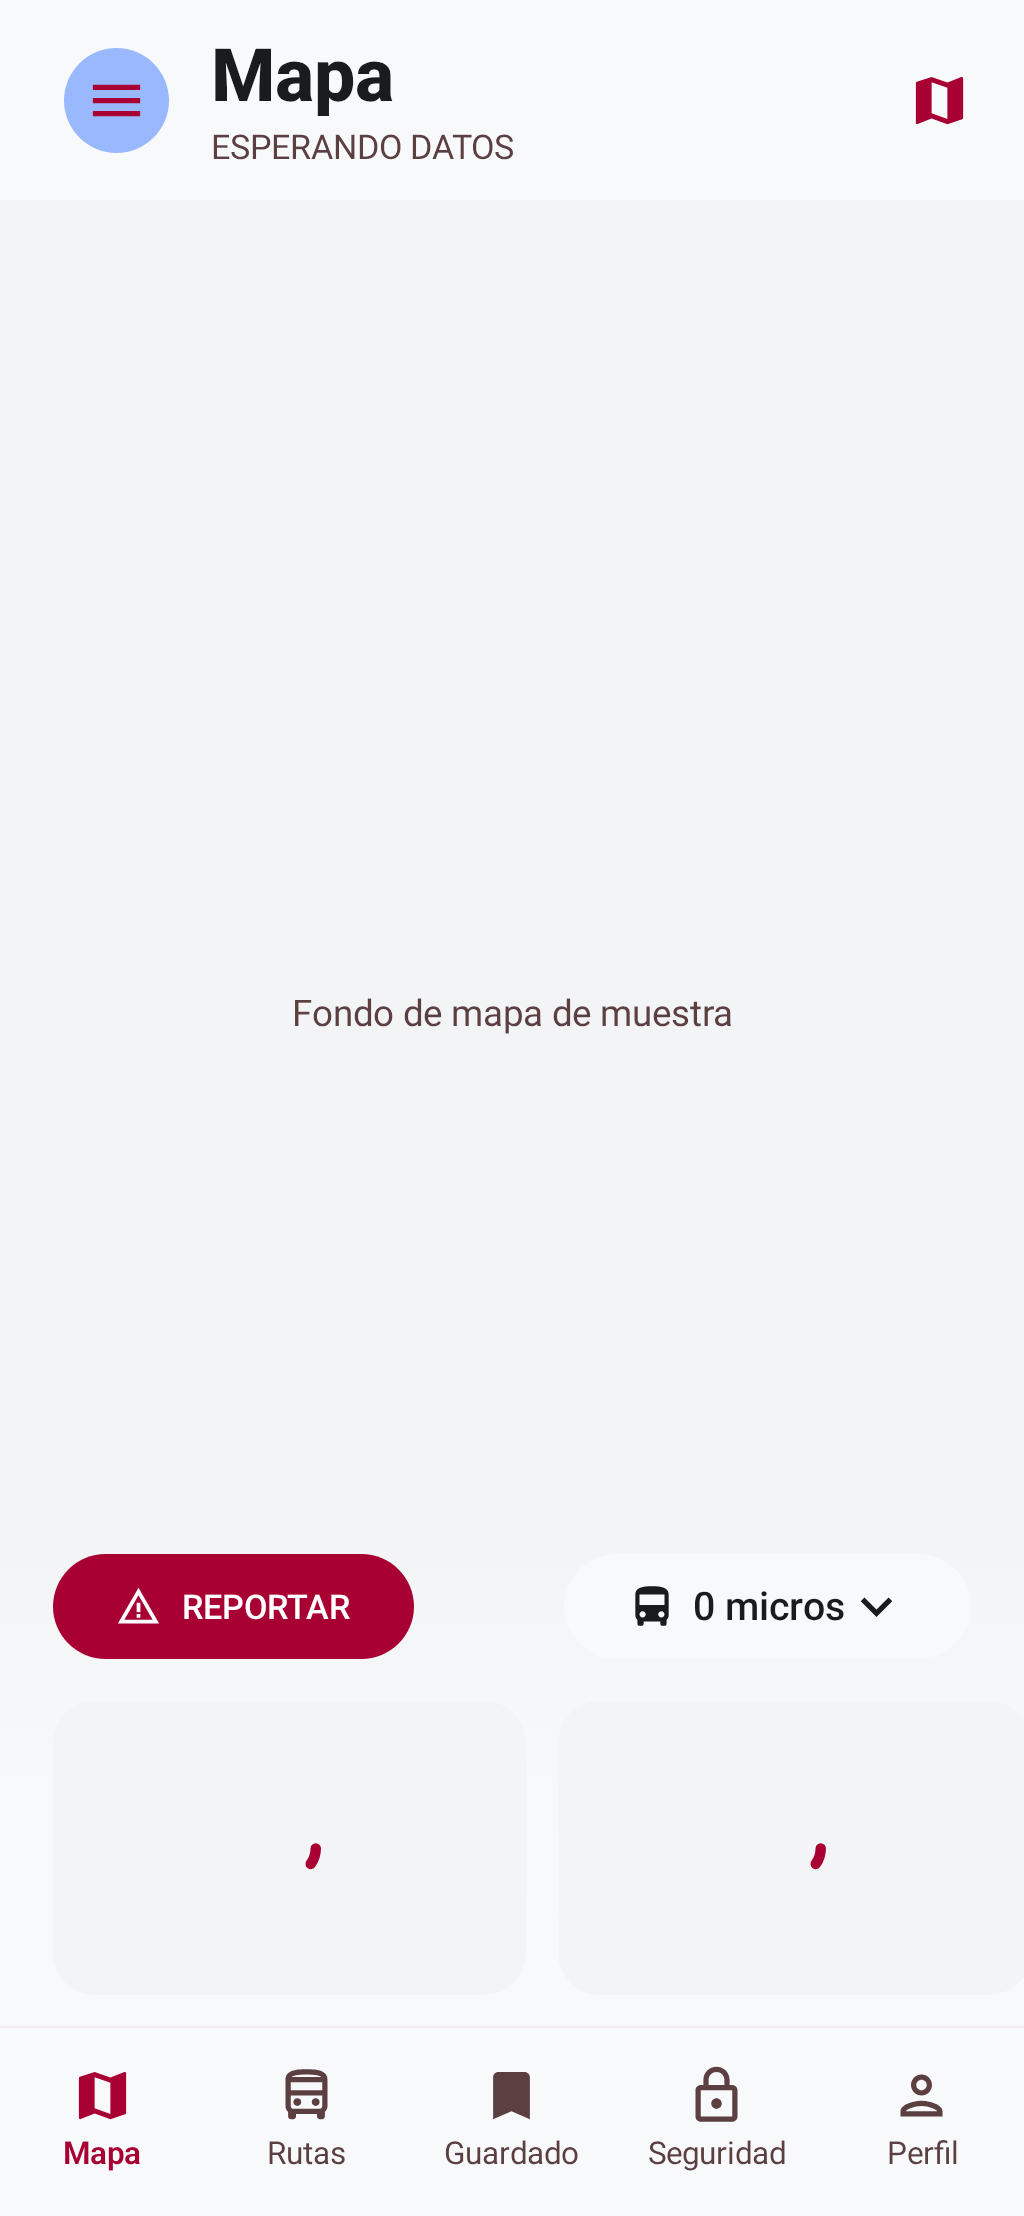 Mapa
ESPERANDO DATOS
Fondo de mapa de muestra
REPORTAR
0 micros
Mapa
Rutas
Guardado
Seguridad
Perfil